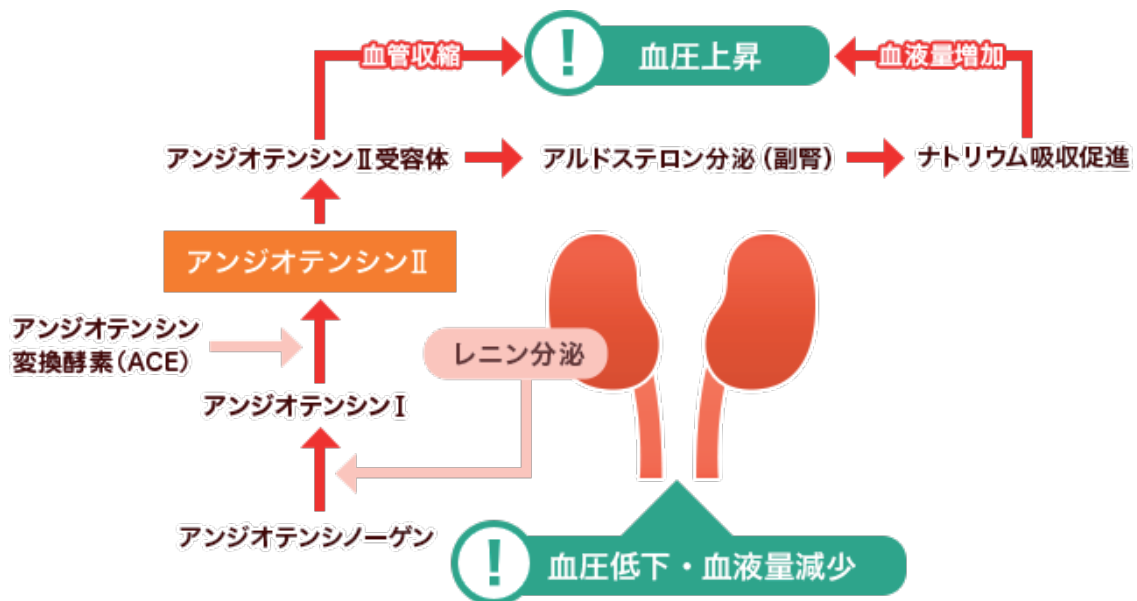 血管収縮
!
血圧上昇
血液量増加
アンジオテンシンⅡ受容体
アルドステロン分泌(副腎)
ナトリウム吸収促進
アンジオテンシンⅡ
アンジオテンシン
変換酵素(ACE)
レニン分泌
アンジオテンシンⅠ
アンジオテンシノーゲン
!
血圧低下・血液量減少